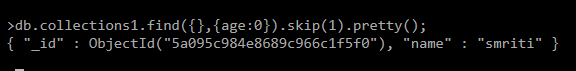 >db.collections1.find({},{age:0}).skip(1).pretty();
{ "_id" : ObjectId("5a095c984e8689c966c1f5f0"), "name" : "smriti" }